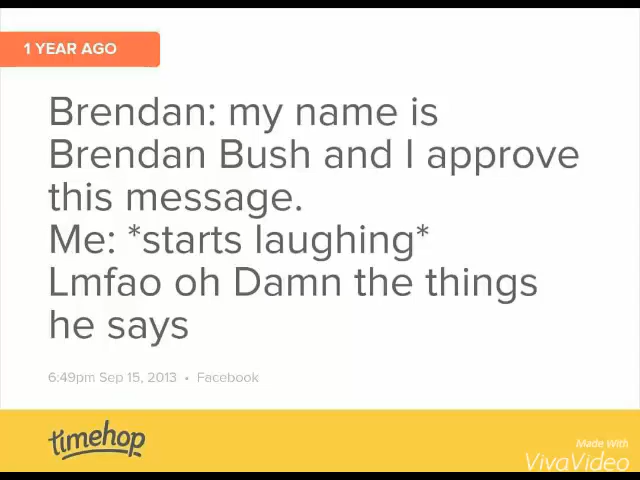 1 YEAR AGO
Brendan: my name is
Brendan Bush and I approve
this message.
Me: *starts laughing*
Lmfao oh Damn the things
he says
6:49pm Sep 15, 2013 • Facebook
timehop
Made With
VivaVideo